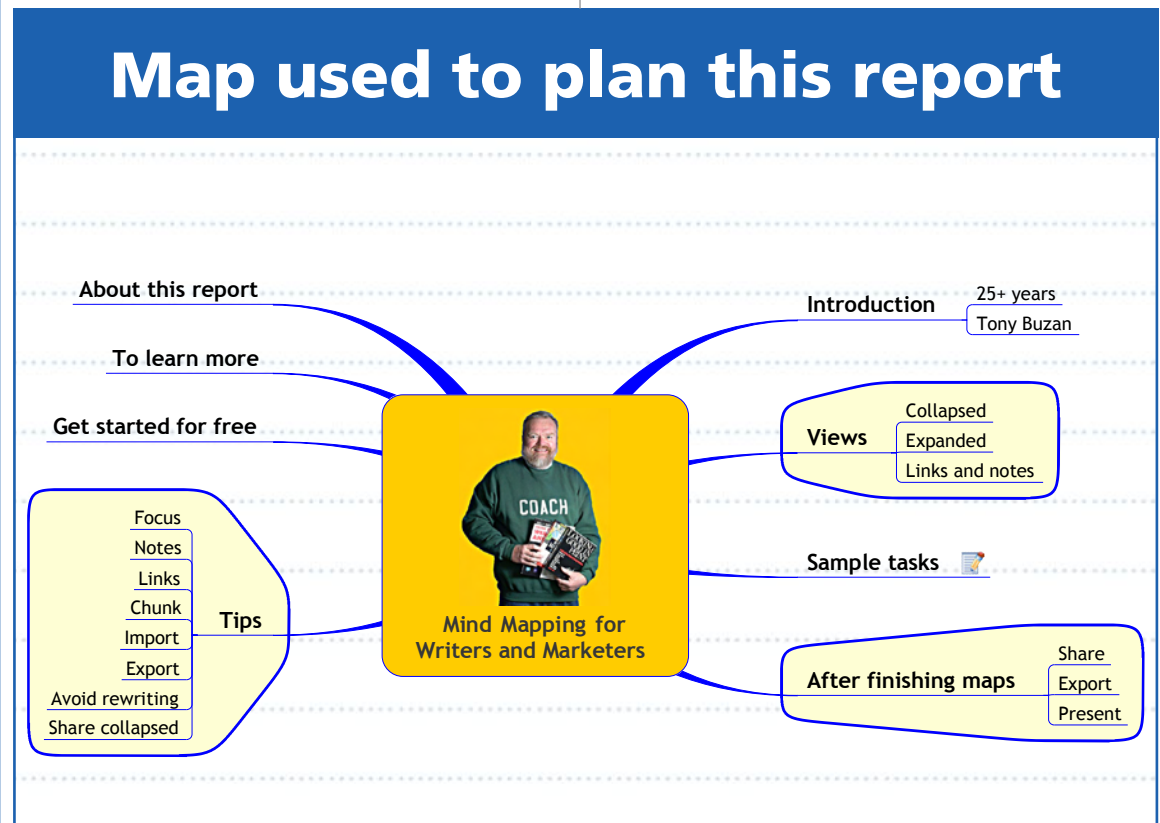 Map used to plan this report
About this report
To learn more
Get started for free
Tips
Focus
Notes
Links
Chunk
Import
Export
Avoid rewriting
Share collapsed
COACH
Mind Mapping for
Writers and Marketers
Introduction
25+ years
Tony Buzan
Views
Collapsed
Expanded
Links and notes
Sample tasks
After finishing maps
Share
Export
Present